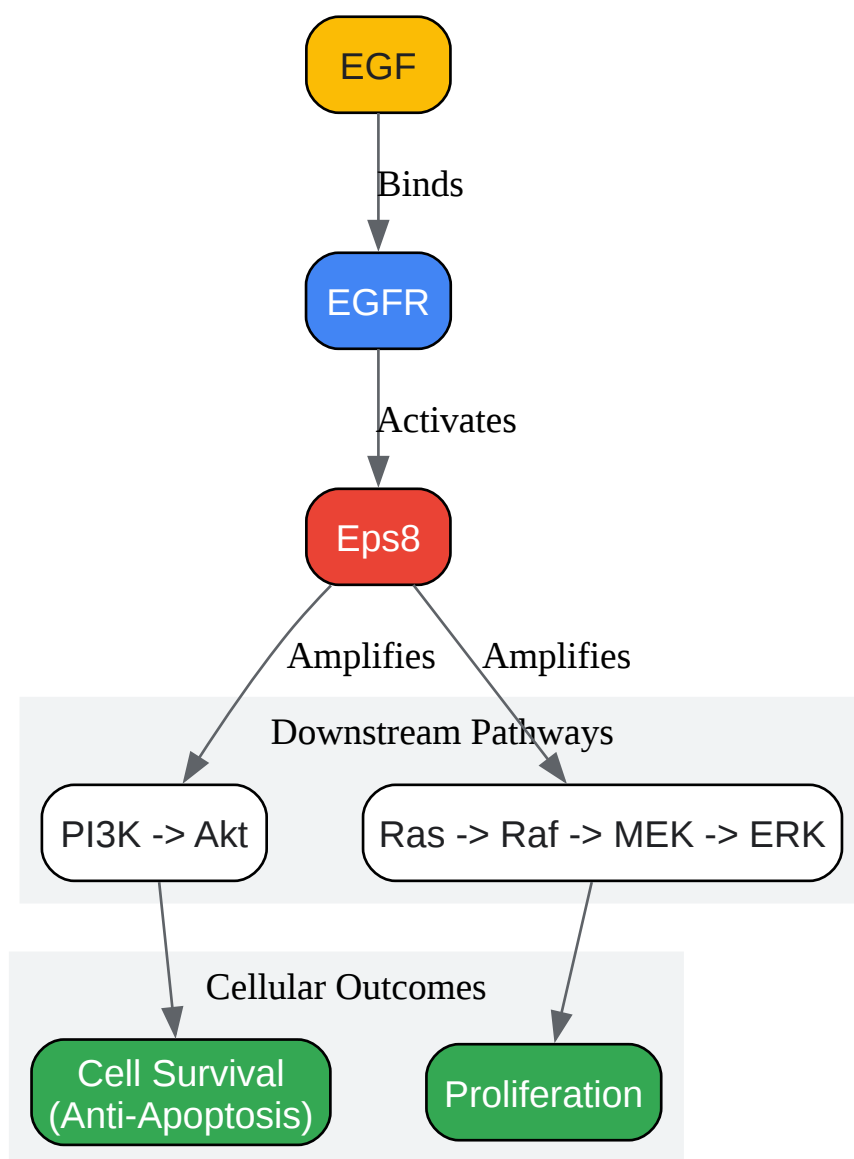 EGF
Binds
EGFR
Activates
Eps8
Amplifies
Amplifies
Downstream Pathways
PI3K -> Akt
Ras -> Raf -> MEK -> ERK
Cellular Outcomes
Cell Survival
(Anti-Apoptosis)
Proliferation